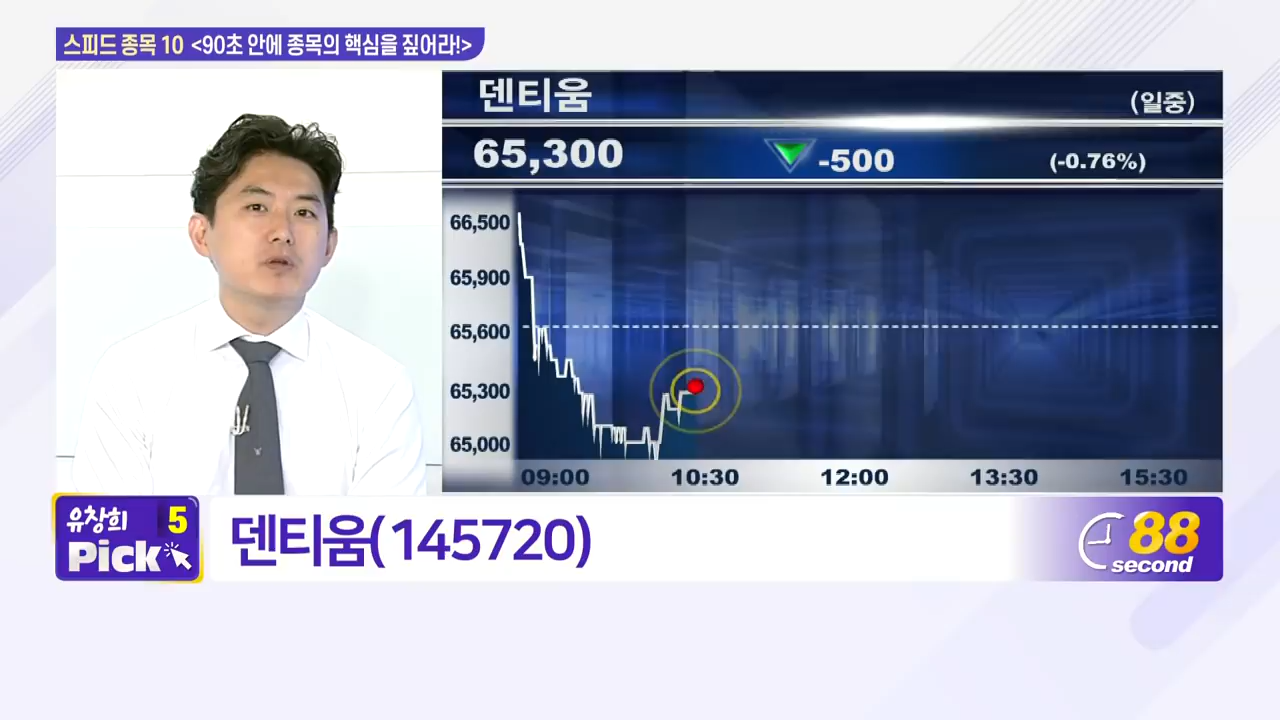 스피드 종목 10 <90초 안에 종목의 핵심을 짚어라!>
덴티움
(일중)
65,300 -500 (-0.76%)
66,500
65,900
65,600
65,300
65,000
09:00 10:30 12:00 13:30 15:30
유창희 5
Pick
덴티움(145720)
88
second